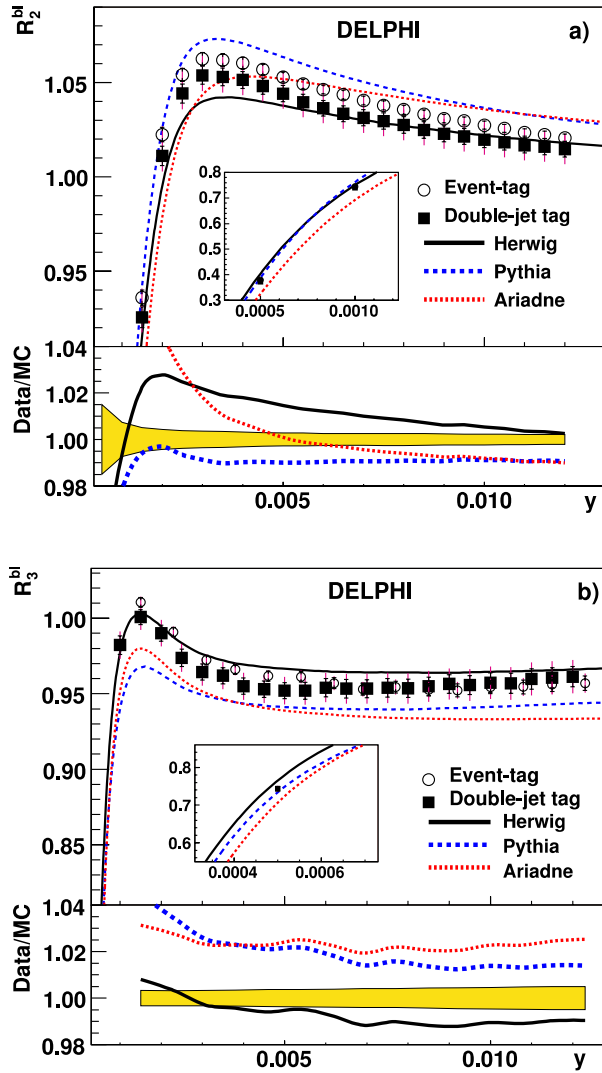 R2^bl
DELPHI
a)
1.05
1.00
0.95
0.8
0.7
0.6
0.5
0.4
0.3
0.0005
0.0010
Event-tag
Double-jet tag
Herwig
Pythia
Ariadne
Data/MC
1.04
1.02
1.00
0.98
0.005
0.010
y
R3^bl
DELPHI
b)
1.00
0.95
0.90
0.85
0.8
0.7
0.6
0.0004
0.0006
Event-tag
Double-jet tag
Herwig
Pythia
Ariadne
Data/MC
1.04
1.02
1.00
0.98
0.005
0.010
y